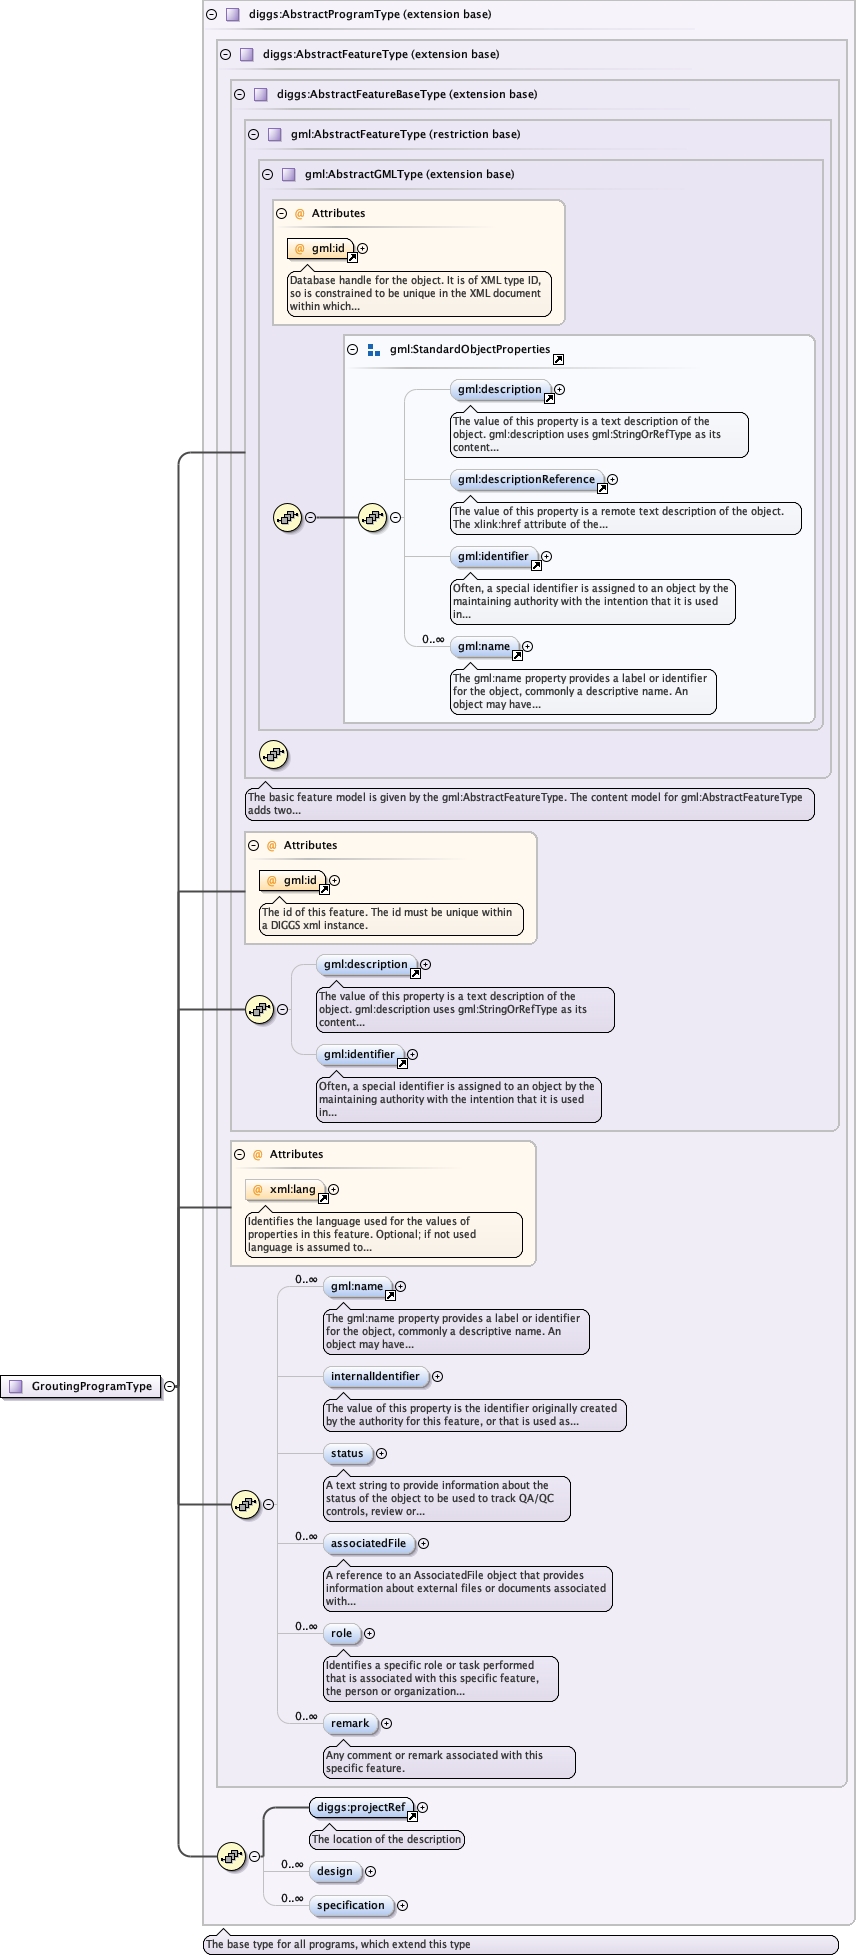 diggs:AbstractProgramType (extension base)
diggs:AbstractFeatureType (extension base)
diggs:AbstractFeatureBaseType (extension base)
gml:AbstractFeatureType (restriction base)
gml:AbstractGMLType (extension base)
@ Attributes
@ gml:id
Database handle for the object. It is of XML type ID,
so is constrained to be unique in the XML document
within which...
gml:StandardObjectProperties
gml:description
The value of this property is a text description of the
object. gml:description uses gml:StringOrRefType as its
content...
gml:descriptionReference
The value of this property is a remote text description of the object.
The xlink:href attribute of the...
gml:identifier
Often, a special identifier is assigned to an object by the
maintaining authority with the intention that it is used
in...
0..∞
gml:name
The gml:name property provides a label or identifier
for the object, commonly a descriptive name. An
object may have...
The basic feature model is given by the gml:AbstractFeatureType. The content model for gml:AbstractFeatureType
adds two...
@ Attributes
@ gml:id
The id of this feature. The id must be unique within
a DIGGS xml instance.
gml:description
The value of this property is a text description of the
object. gml:description uses gml:StringOrRefType as its
content...
gml:identifier
Often, a special identifier is assigned to an object by the
maintaining authority with the intention that it is used
in...
@ Attributes
@ xml:lang
Identifies the language used for the values of
properties in this feature. Optional; if not used
language is assumed to...
0..∞
gml:name
The gml:name property provides a label or identifier
for the object, commonly a descriptive name. An
object may have...
internalIdentifier
GroutingProgramType
The value of this property is the identifier originally created
by the authority for this feature, or that is used as...
status
A text string to provide information about the
status of the object to be used to track QA/QC
controls, review or...
0..∞
associatedFile
A reference to an AssociatedFile object that provides
information about external files or documents associated
with...
0..∞
role
Identifies a specific role or task performed
that is associated with this specific feature,
the person or organization...
0..∞
remark
Any comment or remark associated with this
specific feature.
diggs:projectRef
The location of the description
0..∞
design
0..∞
specification
The base type for all programs, which extend this type